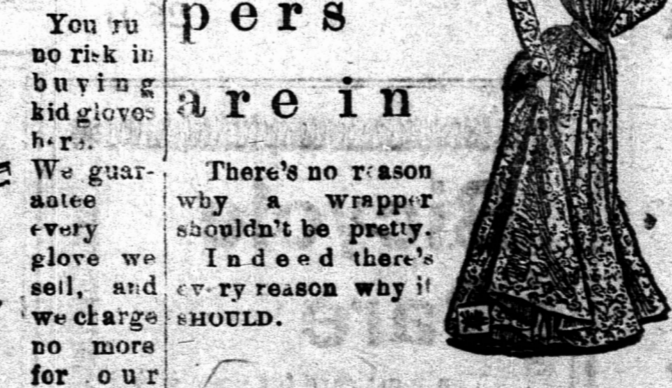 You ru
no risk in
buying
kid gloves
here.
We guar-
antee
every
glove we
sell, and
we charge
no more
for our
pers
are in
There's no reason
why a wrapper
shouldn't be pretty.
Indeed there's
every reason why it
SHOULD.